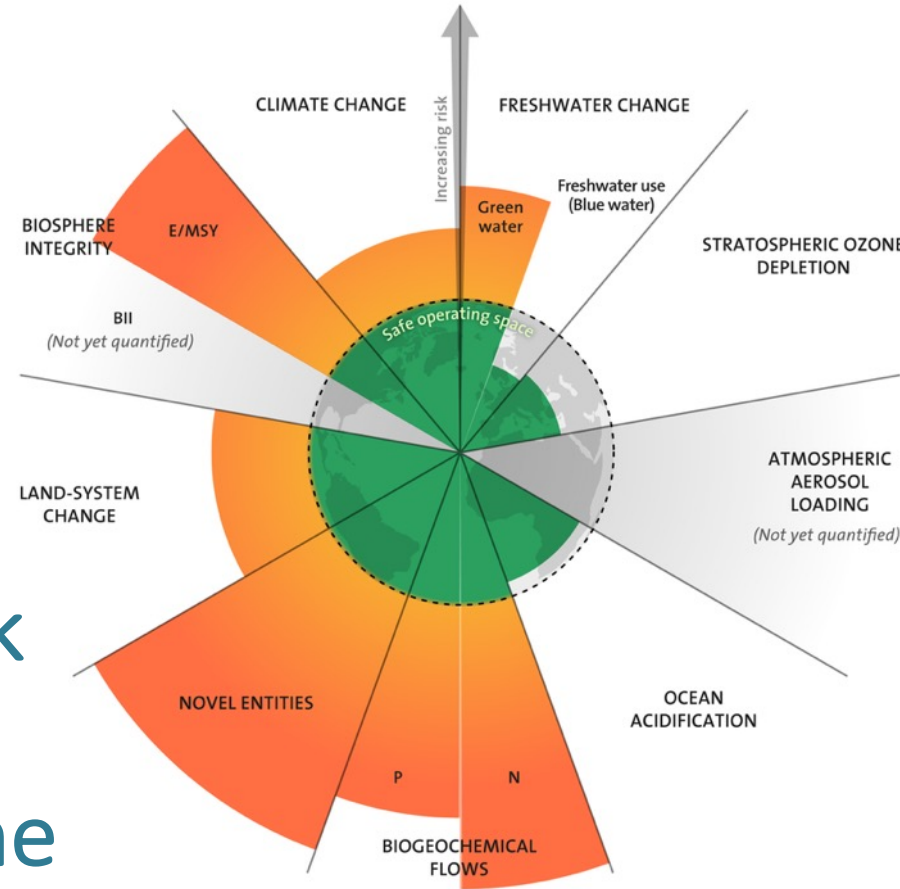 Increasing risk
CLIMATE CHANGE
FRESHWATER CHANGE
Green
water
Freshwater use
(Blue water)
STRATOSPHERIC OZONE
DEPLETION
BIOSPHERE
INTEGRITY
E/MSY
BII
(Not yet quantified)
Safe operating space
ATMOSPHERIC
AEROSOL
LOADING
(Not yet quantified)
LAND-SYSTEM
CHANGE
OCEAN
ACIDIFICATION
NOVEL ENTITIES
P
N
BIOGEOCHEMICAL
FLOWS